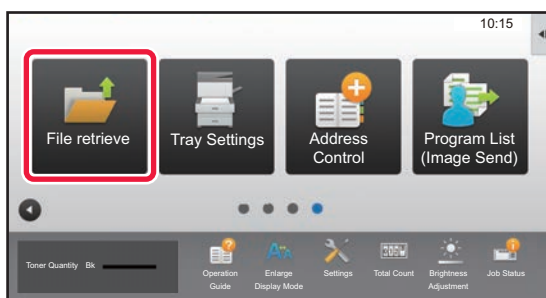 10:15
File retrieve
Tray Settings
Address
Control
Program List
(Image Send)
Toner Quantity Bk
Operation
Guide
Enlarge
Display Mode
Settings
Total Count
Brightness
Adjustment
Job Status